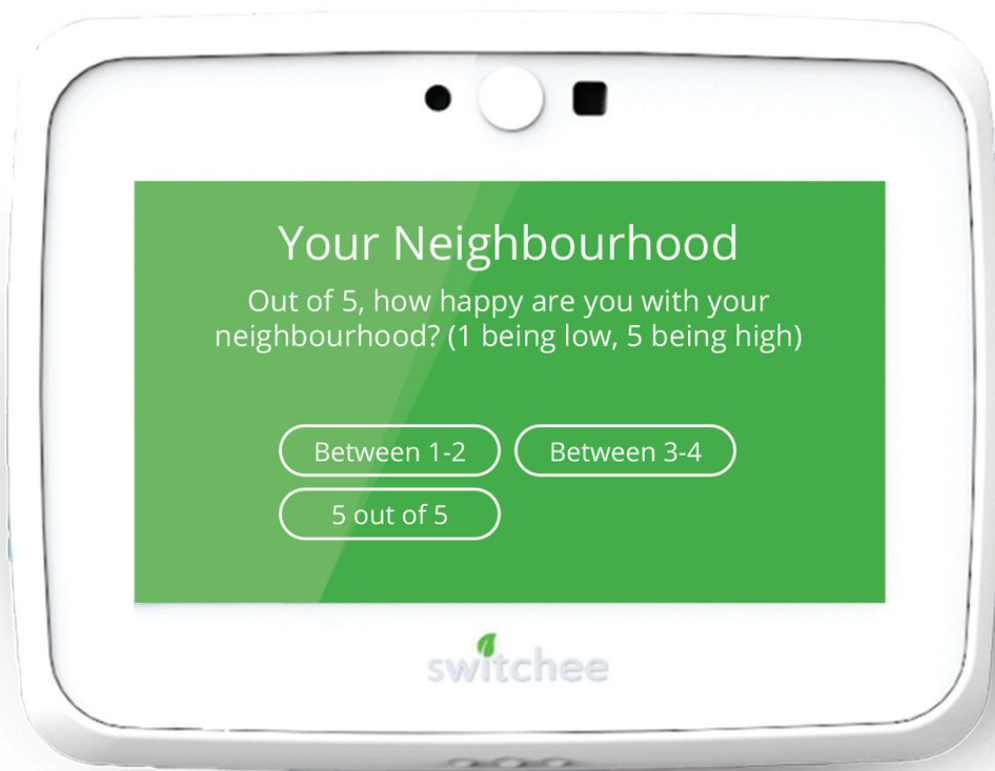 Your Neighbourhood
Out of 5, how happy are you with your
neighbourhood? (1 being low, 5 being high)
Between 1-2 Between 3-4
5 out of 5
switchee